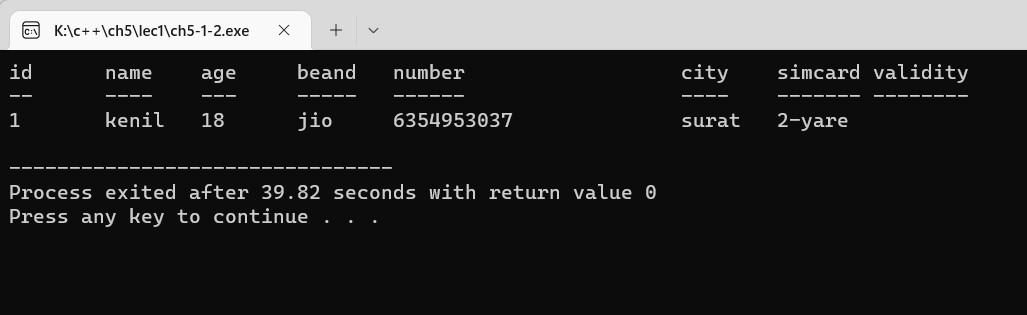 K:\c++\ch5\lec1\ch5-1-2.exe
id name age beand number city simcard validity
-- ---- --- ----- ------ ---- ------- --------
1 kenil 18 jio 6354953037 surat 2-yare
--------------------------------
Process exited after 39.82 seconds with return value 0
Press any key to continue . . .